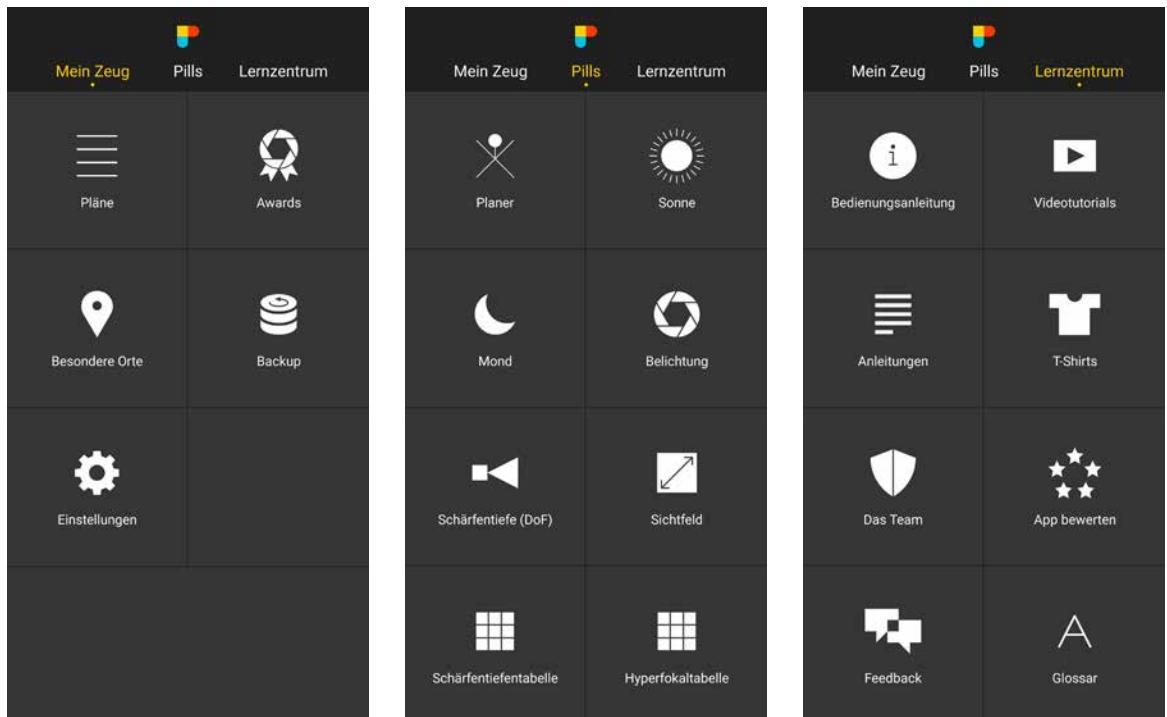 Mein Zeug Pills Lernzentrum
Pläne Awards
Besondere Orte Backup
Einstellungen
Mein Zeug Pills Lernzentrum
Planer Sonne
Mond Belichtung
Schärfentiefe (DoF) Sichtfeld
Schärfentiefentabelle Hyperfokaltabelle
Mein Zeug Pills Lernzentrum
i
Bedienungsanleitung Videotutorials
Anleitungen T-Shirts
Das Team App bewerten
A
Feedback Glossar